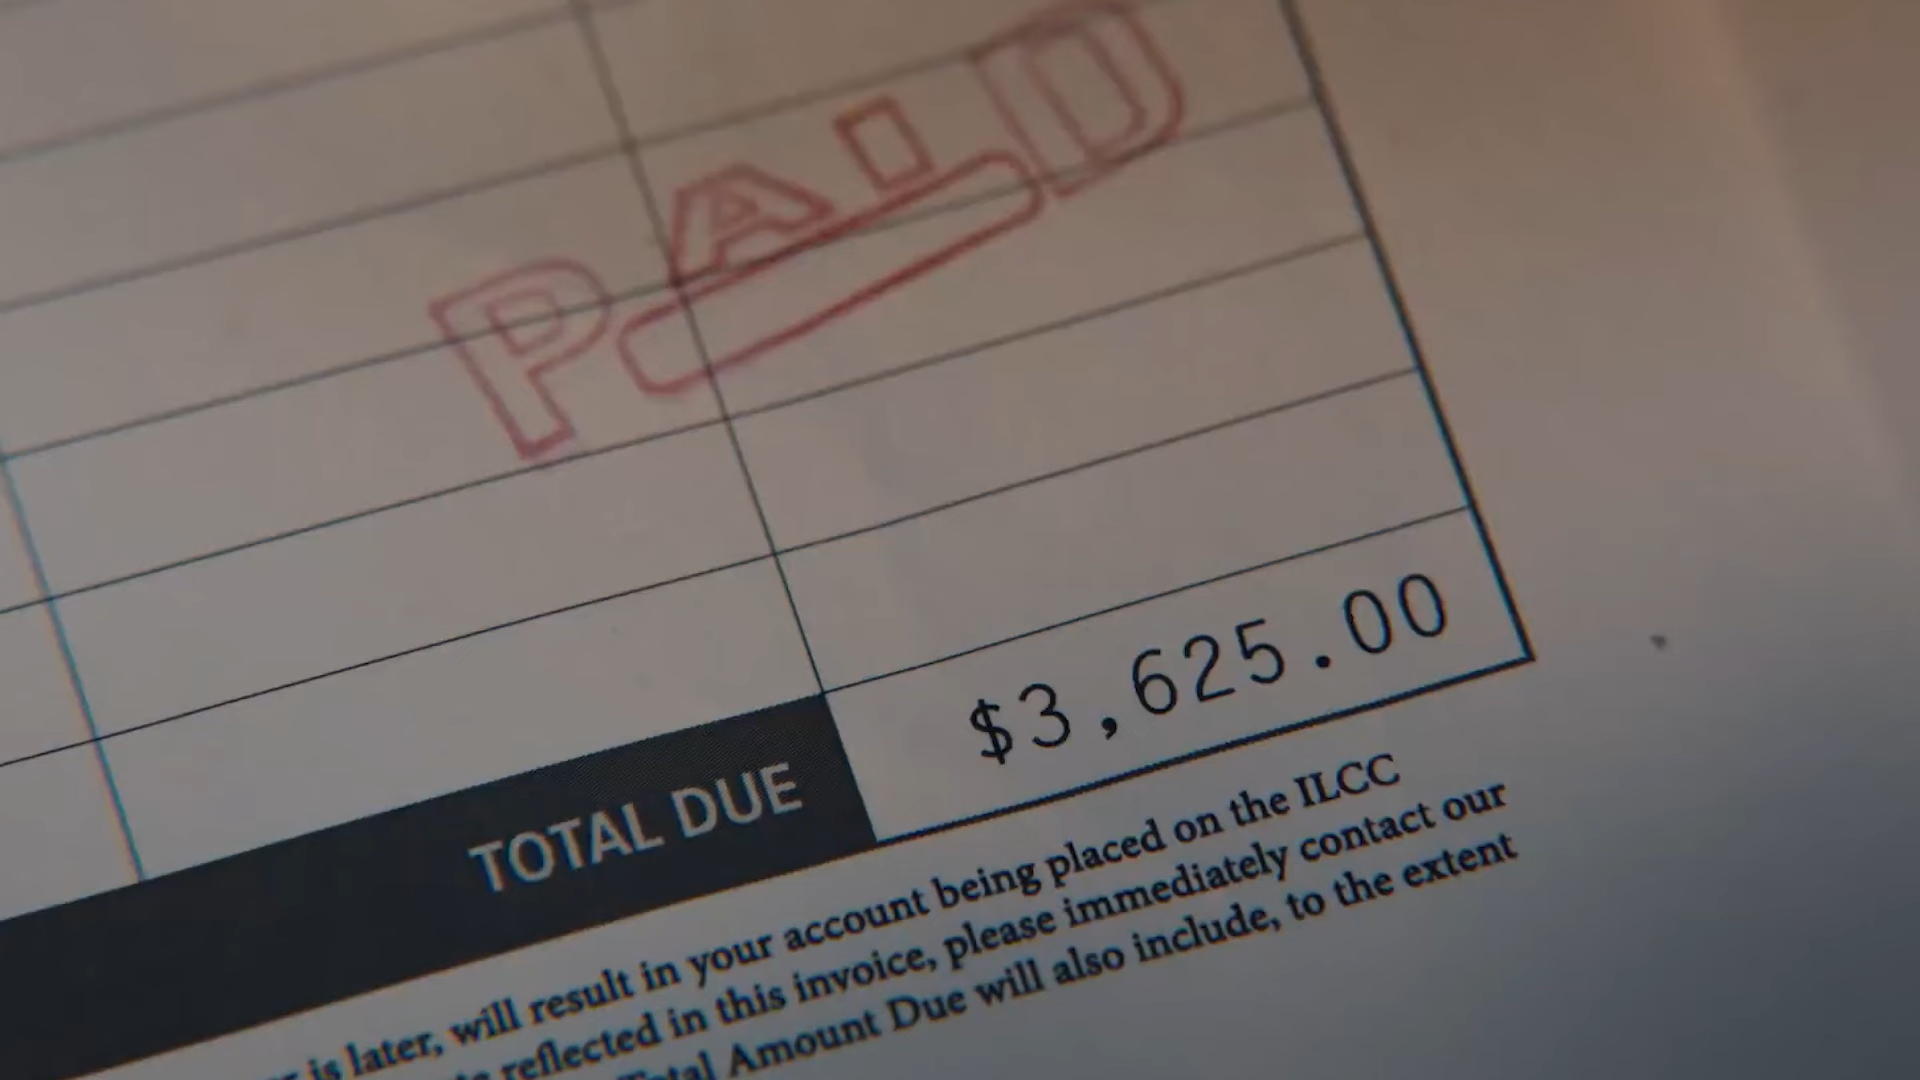 PAID
$3,625.00
TOTAL DUE
is later, will result in your account being placed on the ILCC
reflected in this invoice, please immediately contact our
Total Amount Due will also include, to the extent